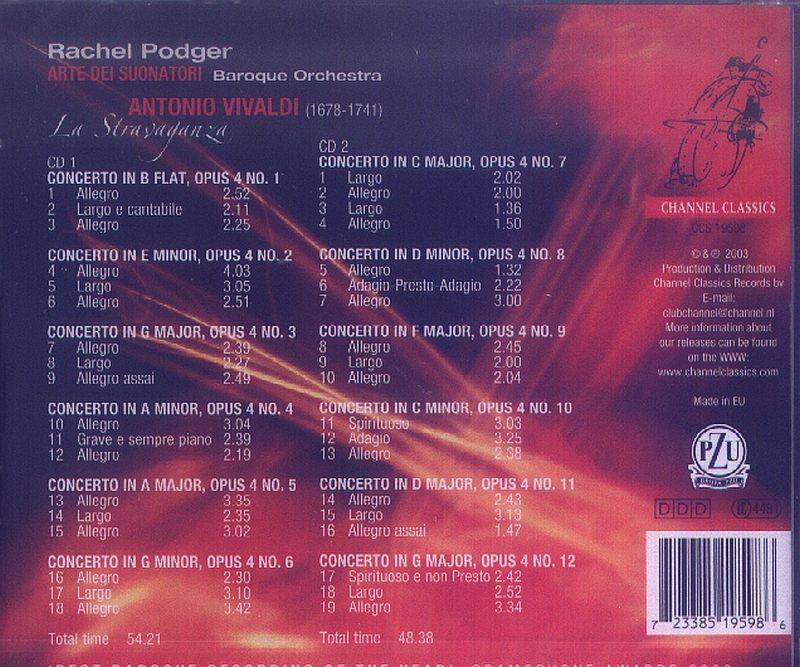 Rachel Podger
ARTE DEI SUONATORI Baroque Orchestra
ANTONIO VIVALDI (1678-1741)
La Stravaganza
CD 1
CONCERTO IN B FLAT, OPUS 4 NO. 1
1 Allegro 2.52
2 Largo e cantabile 2.11
3 Allegro 2.25
CONCERTO IN E MINOR, OPUS 4 NO. 2
4 Allegro 4.03
5 Largo 3.05
6 Allegro 2.51
CONCERTO IN G MAJOR, OPUS 4 NO. 3
7 Allegro 2.39
8 Largo 2.27
9 Allegro assai 2.49
CONCERTO IN A MINOR, OPUS 4 NO. 4
10 Allegro 3.04
11 Grave e sempre piano 2.39
12 Allegro 2.19
CONCERTO IN A MAJOR, OPUS 4 NO. 5
13 Allegro 3.35
14 Largo 2.35
15 Allegro 3.02
CONCERTO IN G MINOR, OPUS 4 NO. 6
16 Allegro 2.30
17 Largo 3.10
18 Allegro 3.42
Total time 54.21
CD 2
CONCERTO IN C MAJOR, OPUS 4 NO. 7
1 Largo 2.02
2 Allegro 2.00
3 Largo 1.36
4 Allegro 1.50
CONCERTO IN D MINOR, OPUS 4 NO. 8
5 Allegro 1.32
6 Adagio-Presto-Adagio 2.22
7 Allegro 3.00
CONCERTO IN F MAJOR, OPUS 4 NO. 9
8 Allegro 2.45
9 Largo 2.00
10 Allegro 2.04
CONCERTO IN C MINOR, OPUS 4 NO. 10
11 Spirituoso 3.03
12 Adagio 3.25
13 Allegro 2.38
CONCERTO IN D MAJOR, OPUS 4 NO. 11
14 Allegro 2.43
15 Largo 3.13
16 Allegro assai 1.47
CONCERTO IN G MAJOR, OPUS 4 NO. 12
17 Spirituoso e non Presto 2.42
18 Largo 2.52
19 Allegro 3.34
Total time 48.38
CHANNEL CLASSICS
CCS 19598
©&℗ 2003
Production & Distribution
Channel Classics Records bv
E-mail:
clubchannel@channel.nl
More information about
our releases can be found
on the WWW:
www.channelclassics.com
Made in EU
PZU
GRUPA PZU
DDD
LC 4481
7 23385 19598 6